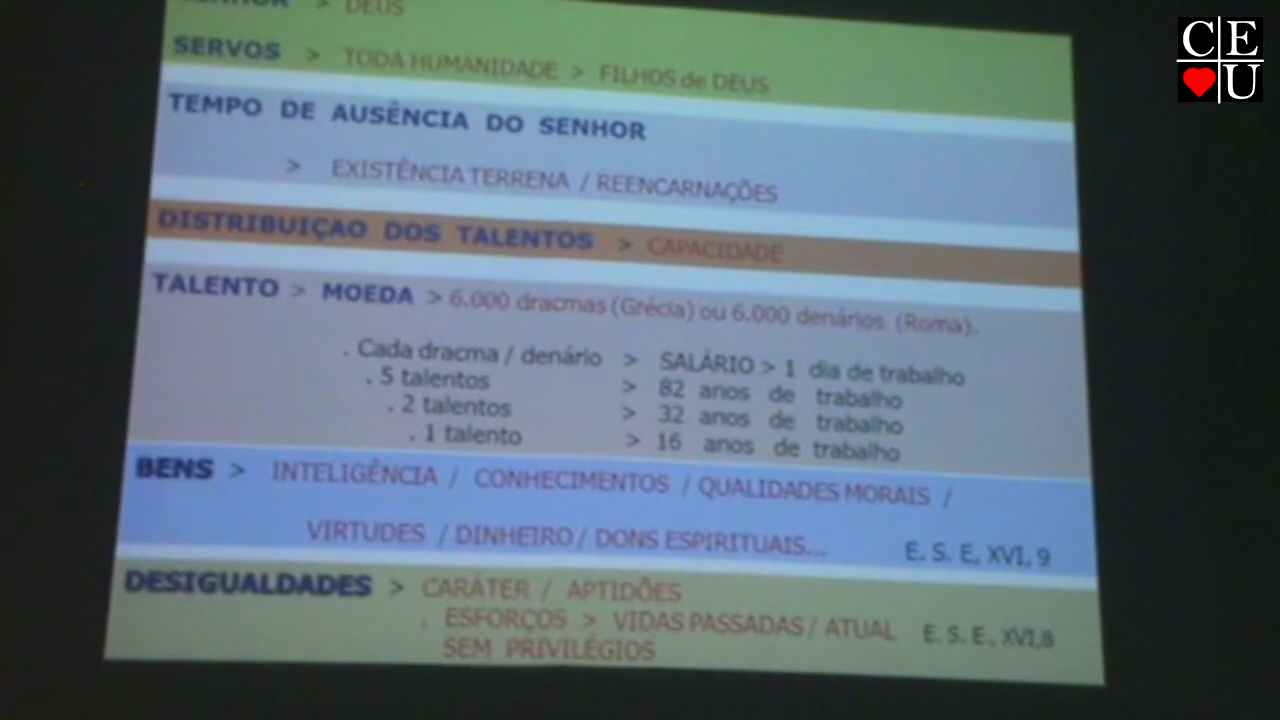 SENHOR > DEUS
SERVOS > TODA HUMANIDADE > FILHOS de DEUS
TEMPO DE AUSÊNCIA DO SENHOR
> EXISTÊNCIA TERRENA / REENCARNAÇÕES
DISTRIBUIÇAO DOS TALENTOS > CAPACIDADE
TALENTO > MOEDA > 6.000 dracmas (Grécia) ou 6.000 denários (Roma).
. Cada dracma / denário > SALÁRIO > 1 dia de trabalho
. 5 talentos > 82 anos de trabalho
. 2 talentos > 32 anos de trabalho
. 1 talento > 16 anos de trabalho
BENS > INTELIGÊNCIA / CONHECIMENTOS / QUALIDADES MORAIS /
VIRTUDES / DINHEIRO / DONS ESPIRITUAIS... E. S. E, XVI, 9
DESIGUALDADES > CARÁTER / APTIDÕES
. ESFORÇOS > VIDAS PASSADAS / ATUAL E. S. E., XVI,8
SEM PRIVILÉGIOS
CE
U